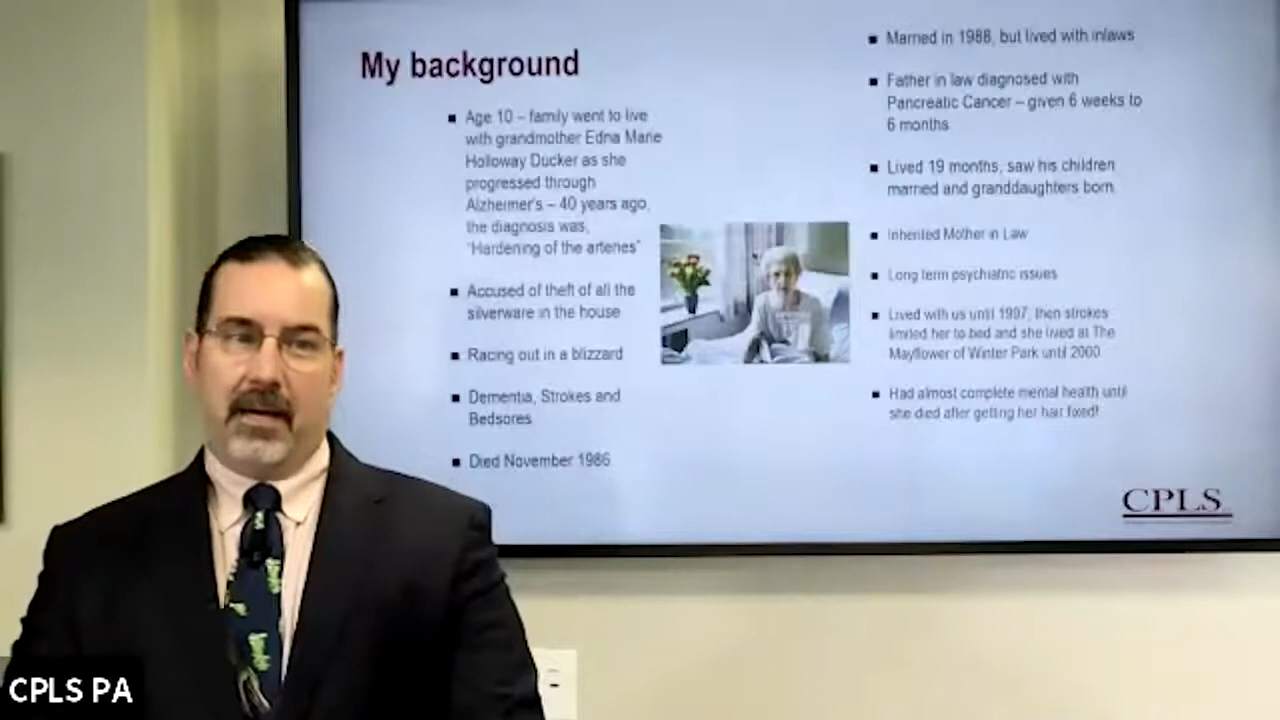 My background
Age 10 – family went to live
with grandmother Edna Marie
Holloway Ducker as she
progressed through
Alzheimer's – 40 years ago,
the diagnosis was,
"Hardening of the arteries"
Accused of theft of all the
silverware in the house
Racing out in a blizzard
Dementia, Strokes and
Bedsores
Died November 1986
Married in 1988, but lived with inlaws
Father in law diagnosed with
Pancreatic Cancer – given 6 weeks to
6 months
Lived 19 months, saw his children
married and granddaughters born
Inherited Mother in Law
Long term psychiatric issues
Lived with us until 1997, then strokes
limited her to bed and she lived at The
Mayflower of Winter Park until 2000
Had almost complete mental health until
she died after getting her hair fixed!
CPLS
CPLS PA